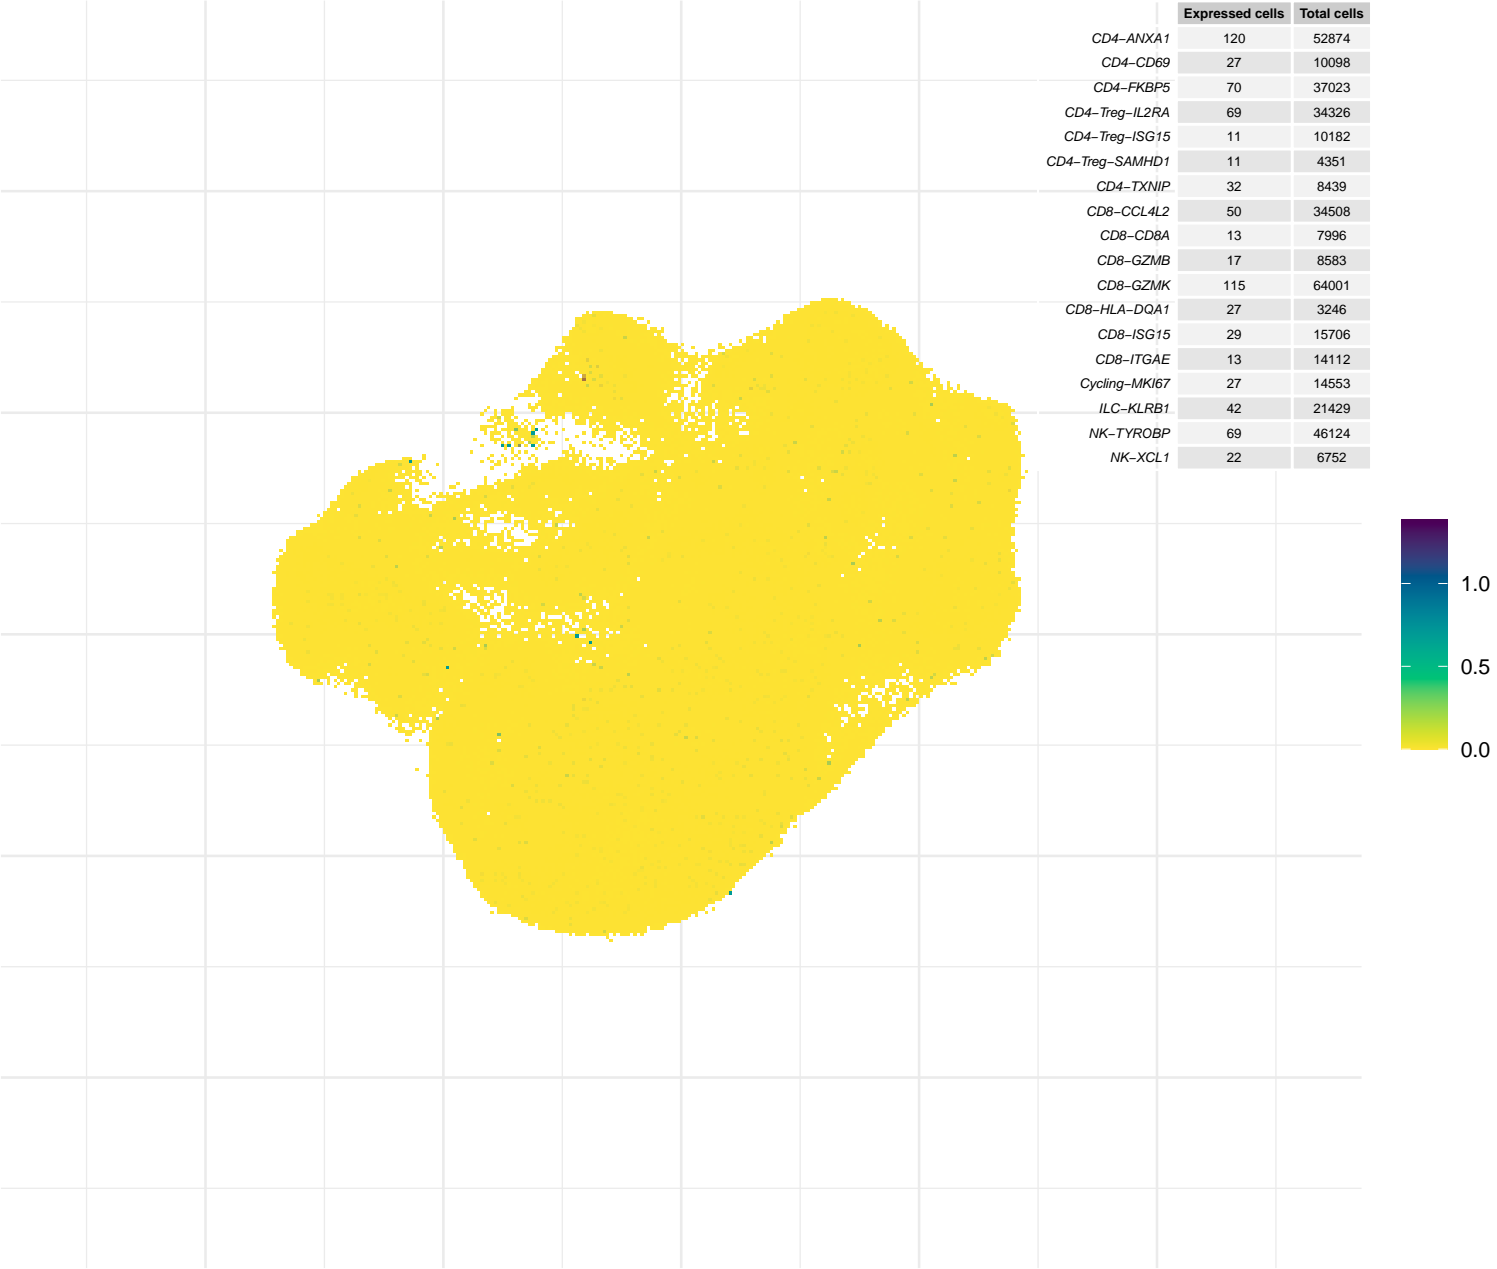 Expressed cells Total cells
CD4−ANXA1 120 52874
CD4−CD69 27 10098
CD4−FKBP5 70 37023
CD4−Treg−IL2RA 69 34326
CD4−Treg−ISG15 11 10182
CD4−Treg−SAMHD1 11 4351
CD4−TXNIP 32 8439
CD8−CCL4L2 50 34508
CD8−CD8A 13 7996
CD8−GZMB 17 8583
CD8−GZMK 115 64001
CD8−HLA−DQA1 27 3246
CD8−ISG15 29 15706
CD8−ITGAE 13 14112
Cycling−MKI67 27 14553
ILC−KLRB1 42 21429
NK−TYROBP 69 46124
NK−XCL1 22 6752
1.0
0.5
0.0